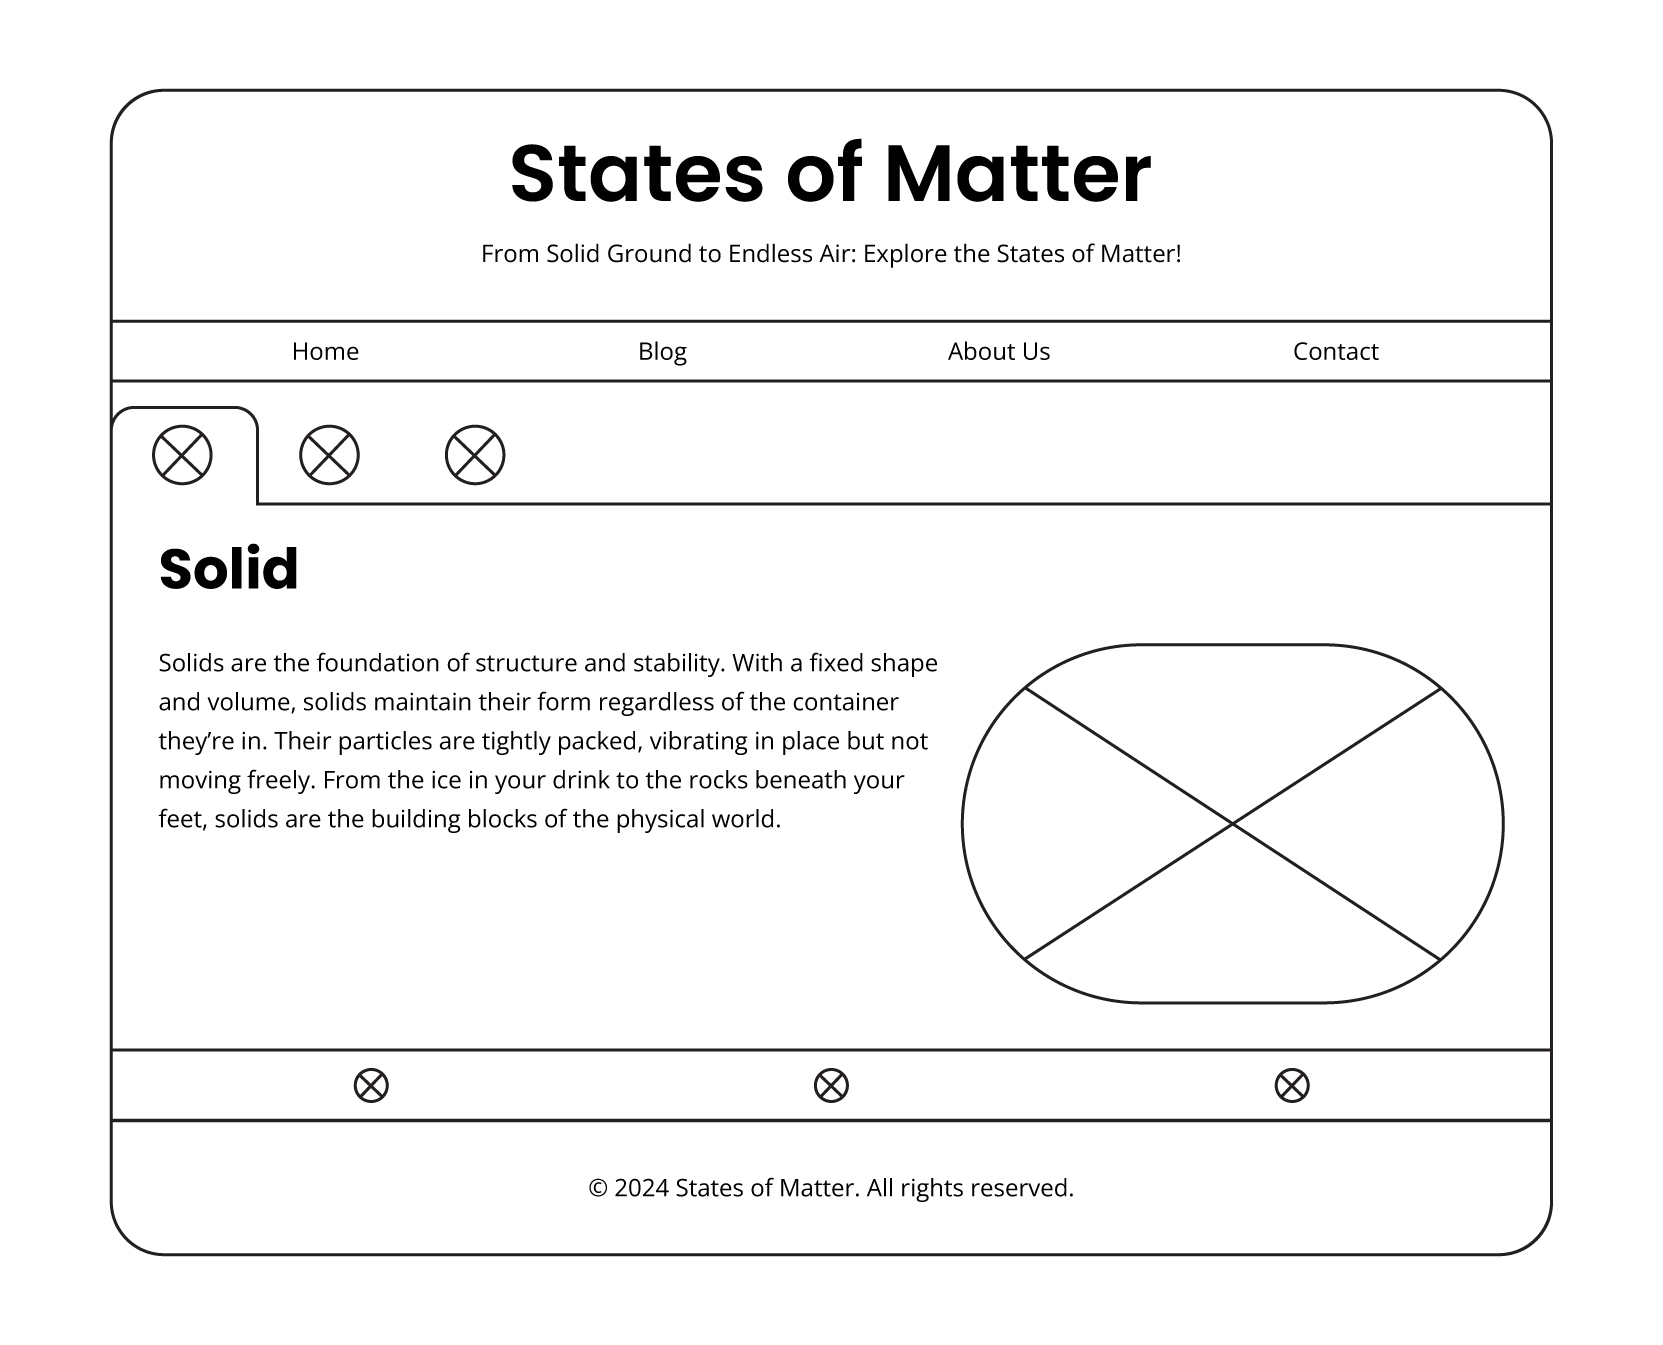 States of Matter
From Solid Ground to Endless Air: Explore the States of Matter!
Home
Blog
About Us
Contact
Solid
Solids are the foundation of structure and stability. With a fixed shape
and volume, solids maintain their form regardless of the container
they’re in. Their particles are tightly packed, vibrating in place but not
moving freely. From the ice in your drink to the rocks beneath your
feet, solids are the building blocks of the physical world.
© 2024 States of Matter. All rights reserved.